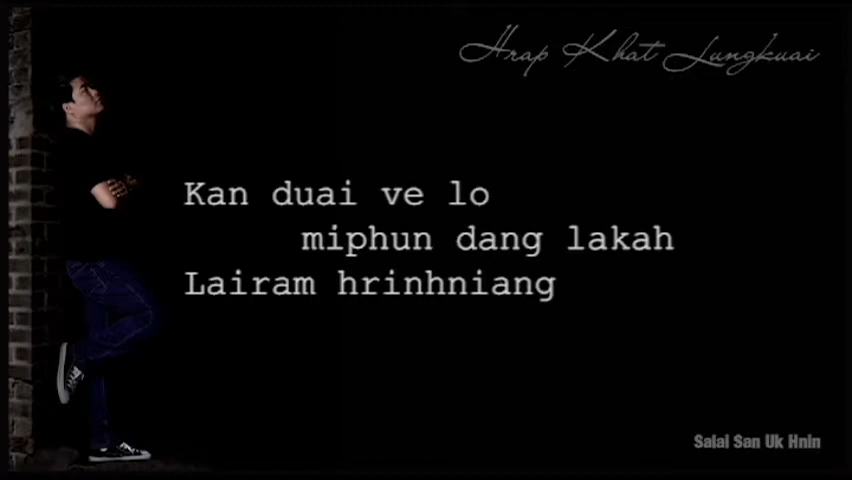 Hrap Khat Lungkuai
Kan duai ve lo
miphun dang lakah
Lairam hrinhniang
Salai San Uk Hnin